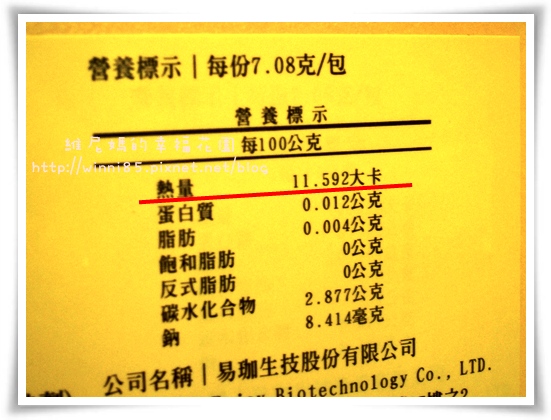 營養標示 | 每份7.08克/包
營養標示
每100公克
維尼媽的幸福花園
http://winni85.pixnet.net/blog
熱量 11.592大卡
蛋白質 0.012公克
脂肪 0.004公克
飽和脂肪 0公克
反式脂肪 0公克
碳水化合物 2.877公克
鈉 8.414毫克
公司名稱 | 易珈生技股份有限公司
Biotechnology Co., LTD.
樓之2